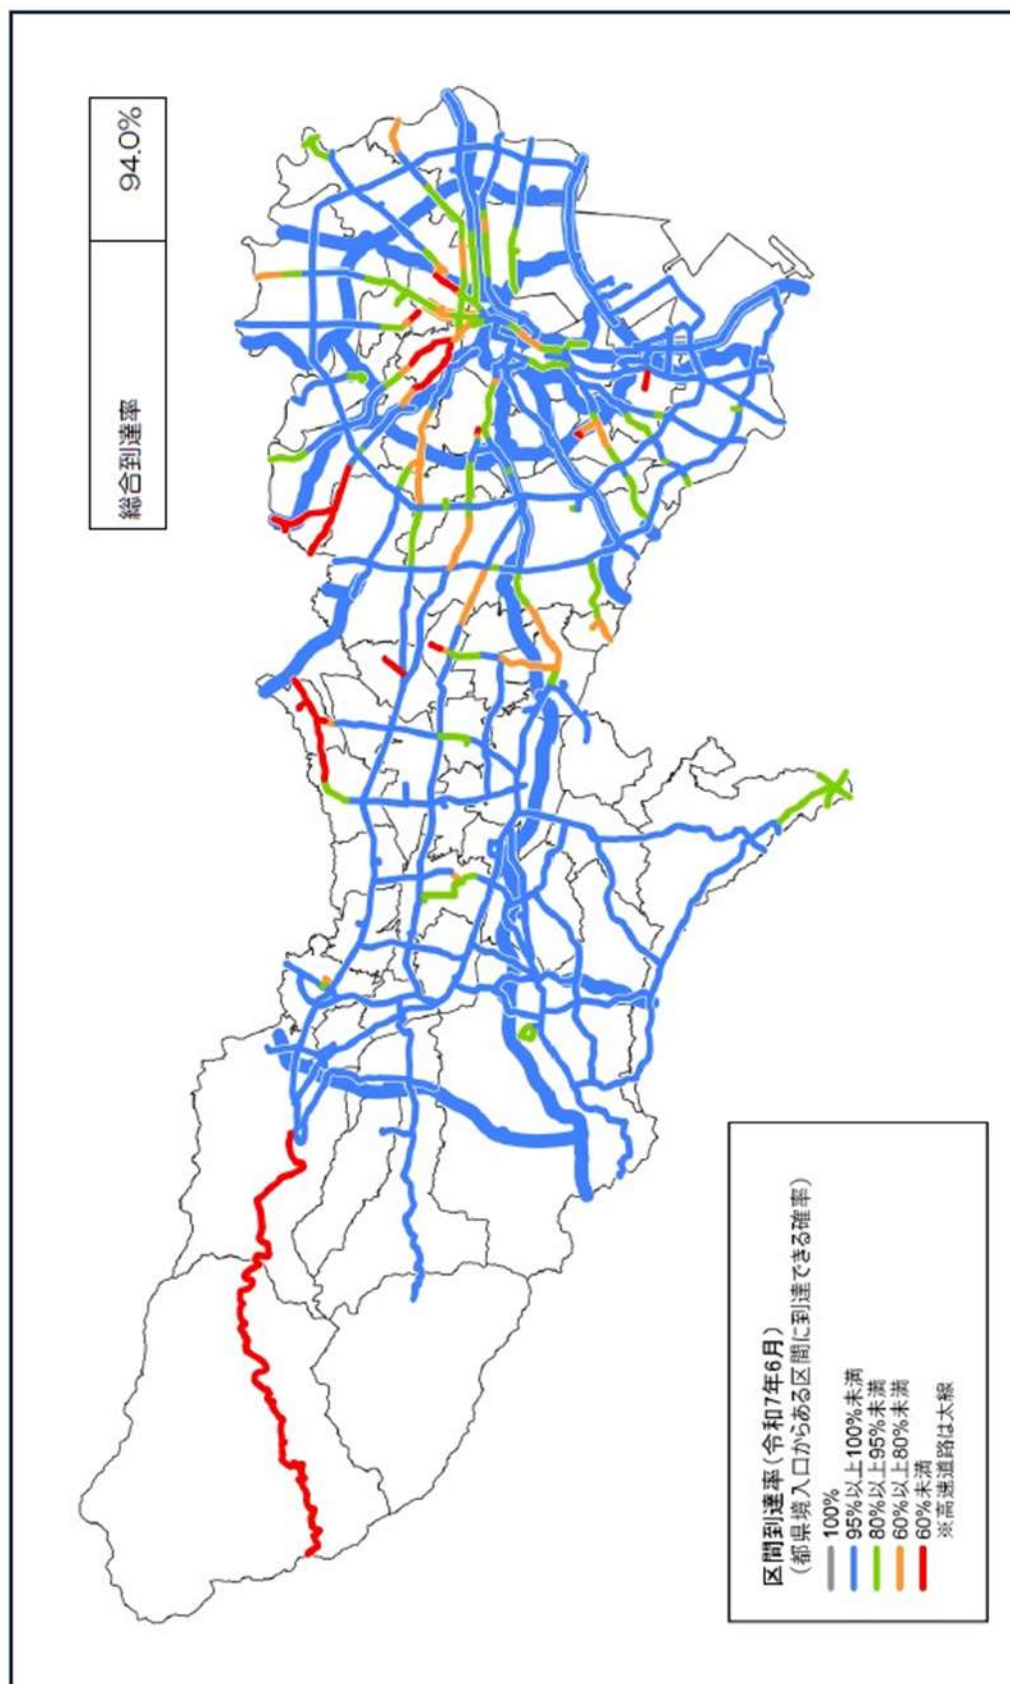 総合到達率 94.0%
区間到達率(令和7年6月)
(都県境入口からある区間に到達できる確率)
100%
95%以上100%未満
80%以上95%未満
60%以上80%未満
60%未満
※高速道路は太線